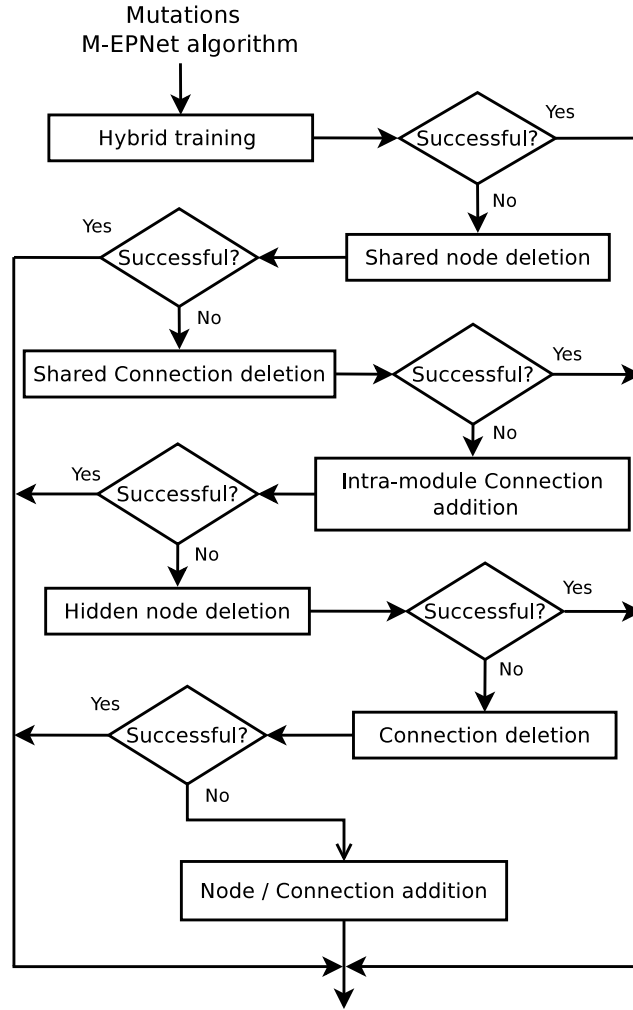 Mutations
M-EPNet algorithm
Hybrid training
Successful?
Yes
No
Shared node deletion
Successful?
Yes
No
Shared Connection deletion
Successful?
Yes
No
Intra-module Connection
addition
Successful?
Yes
No
Hidden node deletion
Successful?
Yes
No
Connection deletion
Successful?
Yes
No
Node / Connection addition